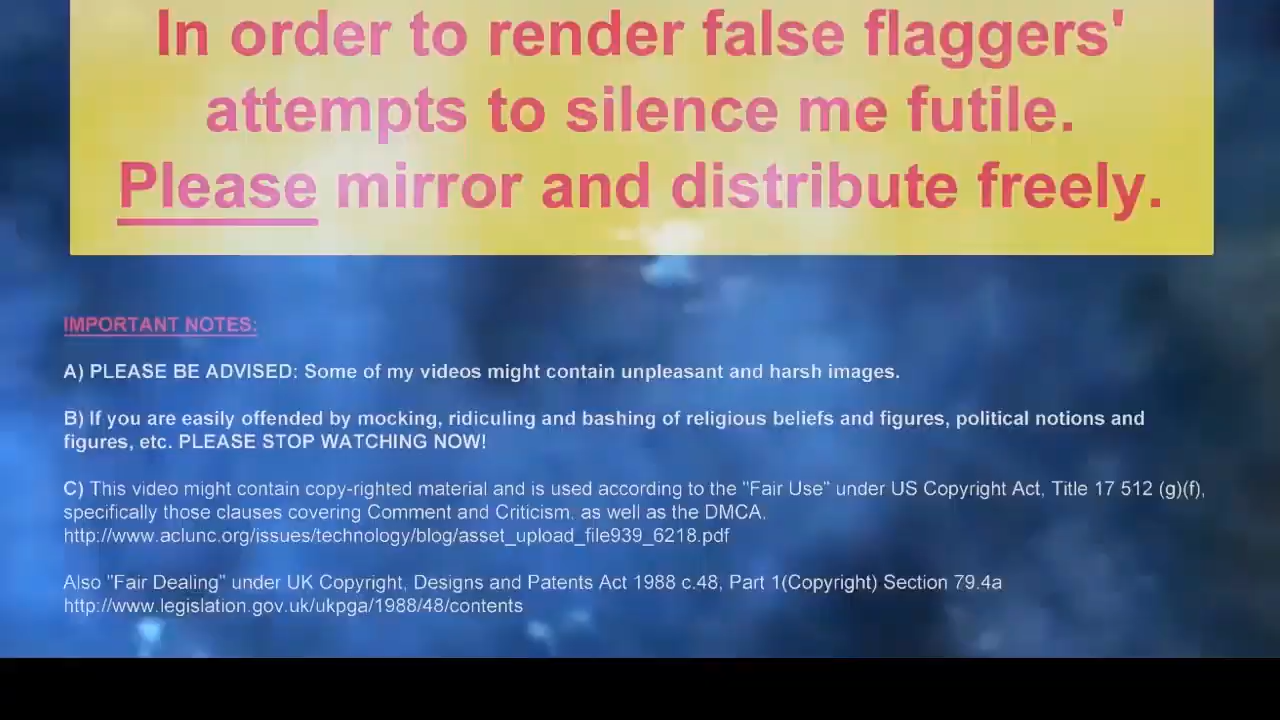 In order to render false flaggers'
attempts to silence me futile.
Please mirror and distribute freely.
IMPORTANT NOTES:
A) PLEASE BE ADVISED: Some of my videos might contain unpleasant and harsh images.
B) If you are easily offended by mocking, ridiculing and bashing of religious beliefs and figures, political notions and
figures, etc. PLEASE STOP WATCHING NOW!
C) This video might contain copy-righted material and is used according to the "Fair Use" under US Copyright Act, Title 17 512 (g)(f),
specifically those clauses covering Comment and Criticism, as well as the DMCA.
http://www.aclunc.org/issues/technology/blog/asset_upload_file939_6218.pdf
Also "Fair Dealing" under UK Copyright, Designs and Patents Act 1988 c.48, Part 1(Copyright) Section 79.4a
http://www.legislation.gov.uk/ukpga/1988/48/contents